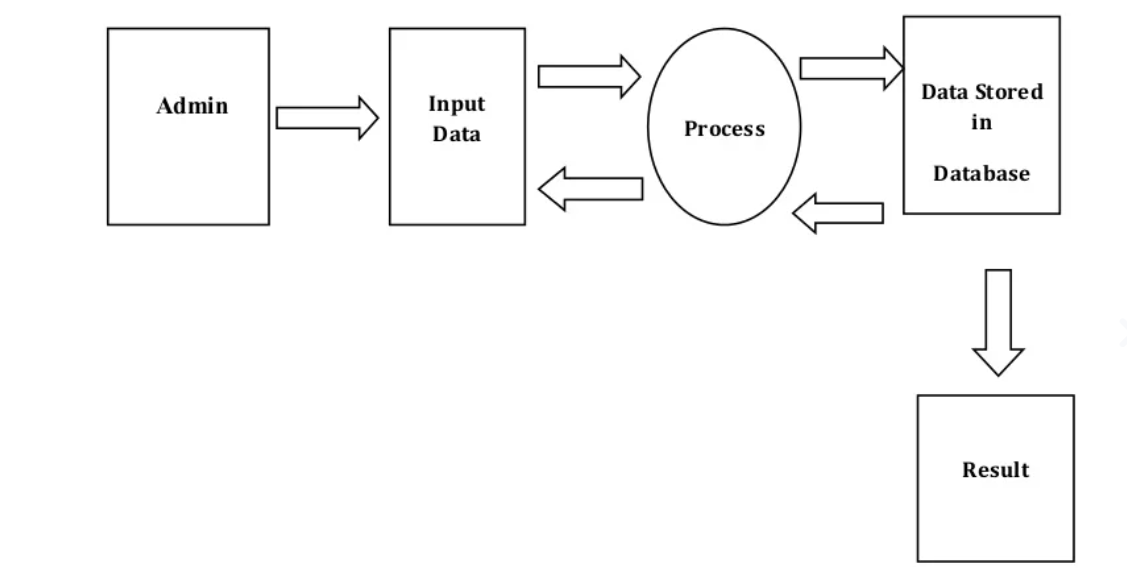 Admin
Input
Data
Process
Data Stored
in
Database
Result